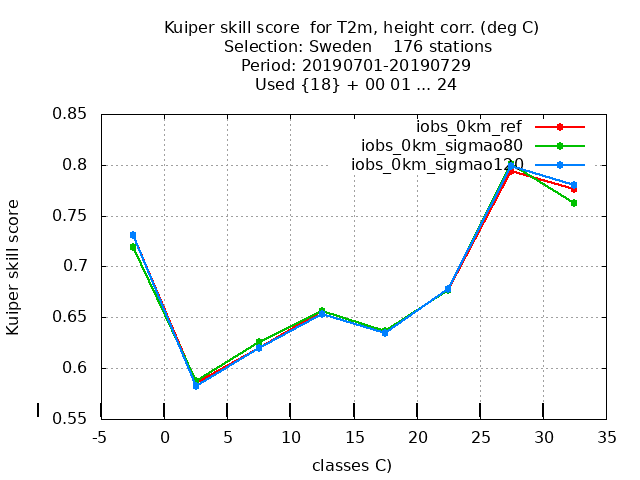 Kuiper skill score  for T2m, height corr. (deg C)
Selection: Sweden    176 stations
Period: 20190701-20190729
Used {18} + 00 01 ... 24
iobs_0km_ref
iobs_0km_sigmao80
iobs_0km_sigmao120
0.85
0.8
0.75
0.7
0.65
0.6
0.55
Kuiper skill score
-5 0 5 10 15 20 25 30 35
classes C)